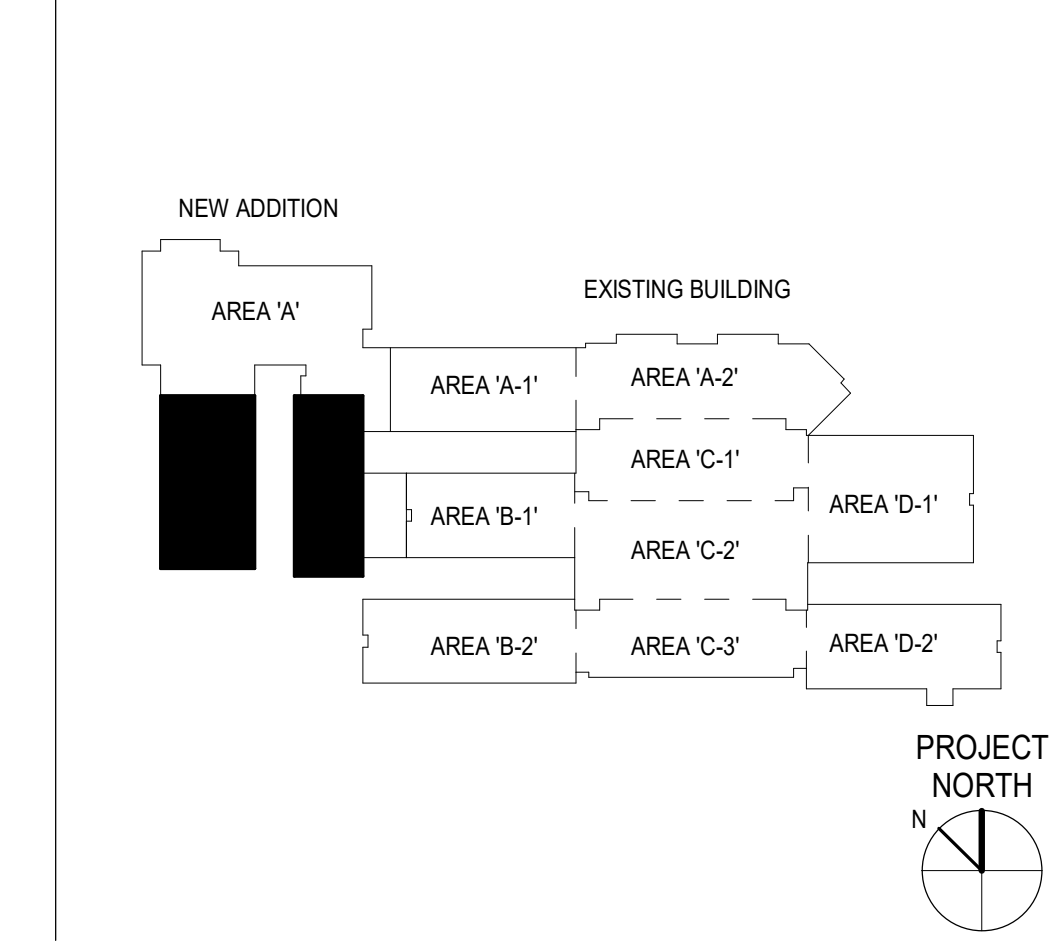 NEW ADDITION
AREA 'A'
EXISTING BUILDING
AREA 'A-1'
AREA 'A-2'
AREA 'C-1'
AREA 'B-1'
AREA 'D-1'
AREA 'C-2'
AREA 'B-2'
AREA 'C-3'
AREA 'D-2'
PROJECT
NORTH
N